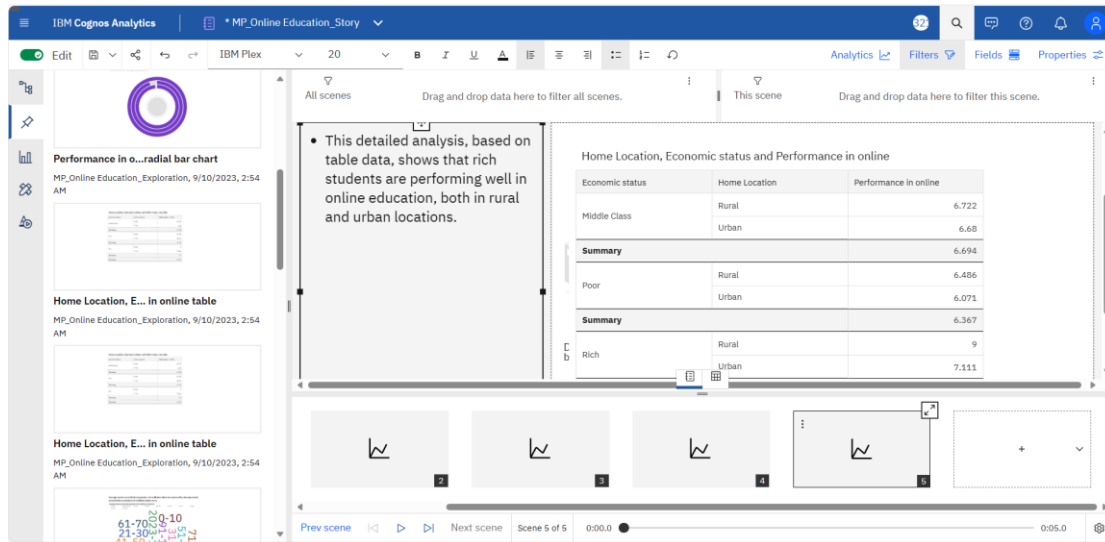 IBM Cognos Analytics
* MP_Online Education_Story
Edit
IBM Plex
20
B
I
U
A
Analytics
Filters
Fields
Properties
All scenes
Drag and drop data here to filter all scenes.
This scene
Drag and drop data here to filter this scene.
Performance in o...radial bar chart
MP_Online Education_Exploration, 9/10/2023, 2:54
AM
Home Location, E... in online table
MP_Online Education_Exploration, 9/10/2023, 2:54
AM
Home Location, E... in online table
MP_Online Education_Exploration, 9/10/2023, 2:54
AM
61-70
0-10
21-30
• This detailed analysis, based on
table data, shows that rich
students are performing well in
online education, both in rural
and urban locations.
Home Location, Economic status and Performance in online
Economic status Home Location Performance in online
Middle Class
Rural 6.722
Urban 6.68
Summary 6.694
Poor
Rural 6.486
Urban 6.071
Summary 6.367
Rich
Rural 9
Urban 7.111
2
3
4
5
+
Prev scene
Next scene
Scene 5 of 5
0:00.0
0:05.0